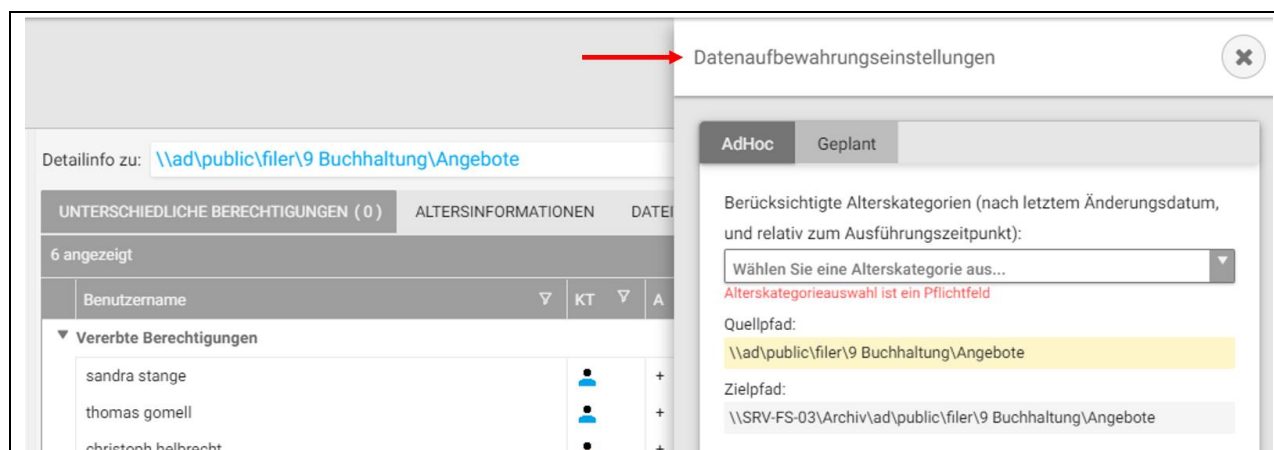 Datenaufbewahrungseinstellungen
Detailinfo zu: \\ad\public\filer\9 Buchhaltung\Angebote
UNTERSCHIEDLICHE BERECHTIGUNGEN ( 0 ) ALTERSINFORMATIONEN DATEI
6 angezeigt
Benutzername KT A
Vererbte Berechtigungen
sandra stange +
thomas gomell +
christoph helbrecht
AdHoc Geplant
Berücksichtigte Alterskategorien (nach letztem Änderungsdatum,
und relativ zum Ausführungszeitpunkt):
Wählen Sie eine Alterskategorie aus...
Alterskategorieauswahl ist ein Pflichtfeld
Quellpfad:
\\ad\public\filer\9 Buchhaltung\Angebote
Zielpfad:
\\SRV-FS-03\Archiv\ad\public\filer\9 Buchhaltung\Angebote